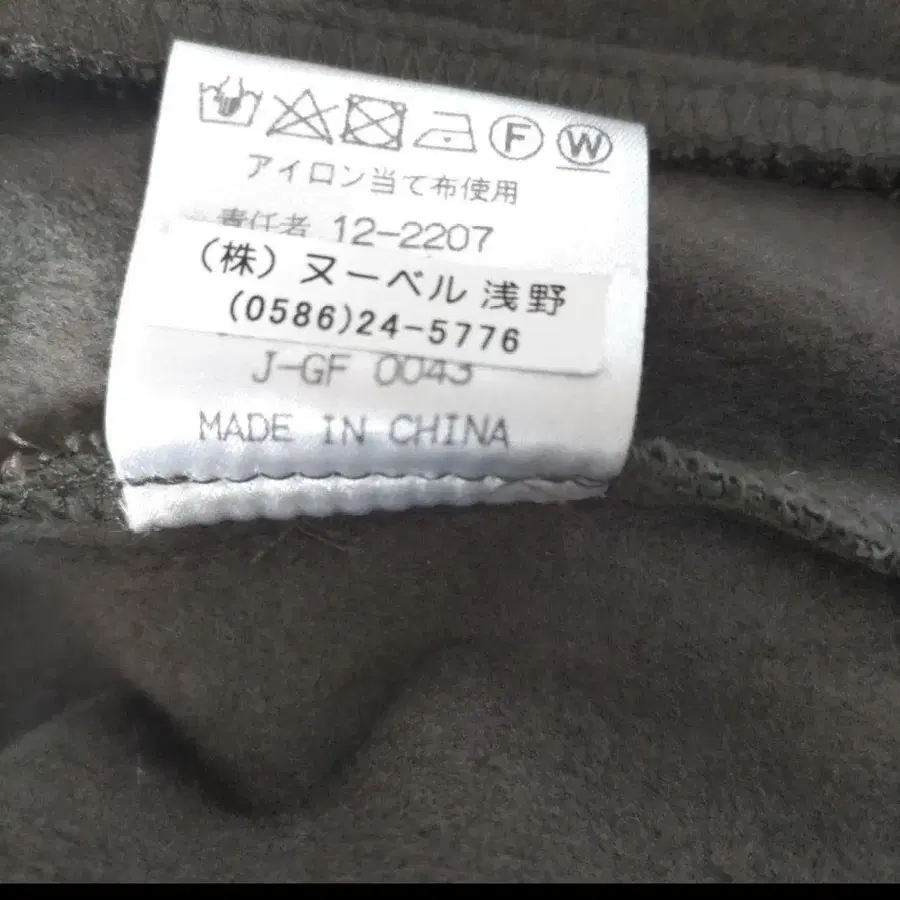 F W
アイロン当て布使用
責任者 12-2207
(株) ヌーベル 浅野
(0586)24-5776
J-GF 0043
MADE IN CHINA